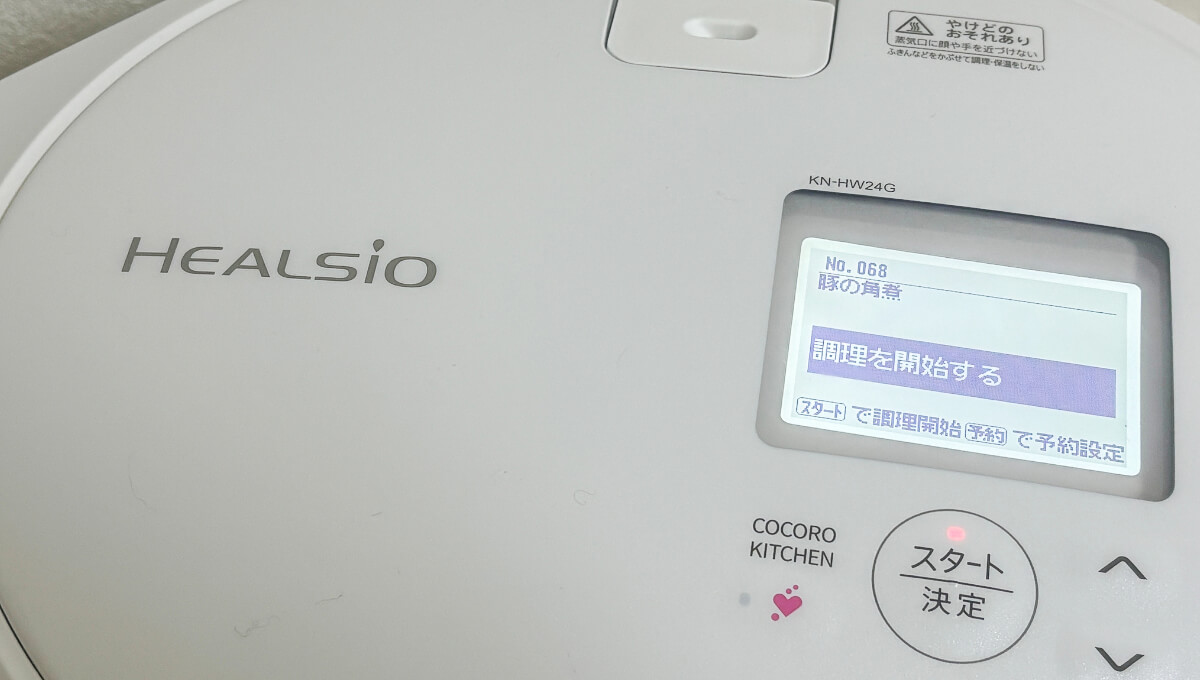 やけどの
おそれあり
蒸気口に顔や手を近づけない
ふきんなどをかぶせて調理・保温をしない
KN-HW24G
HEALSiO
No.068
豚の角煮
調理を開始する
スタート で調理開始 予約 で予約設定
COCORO
KITCHEN
スタート
決定